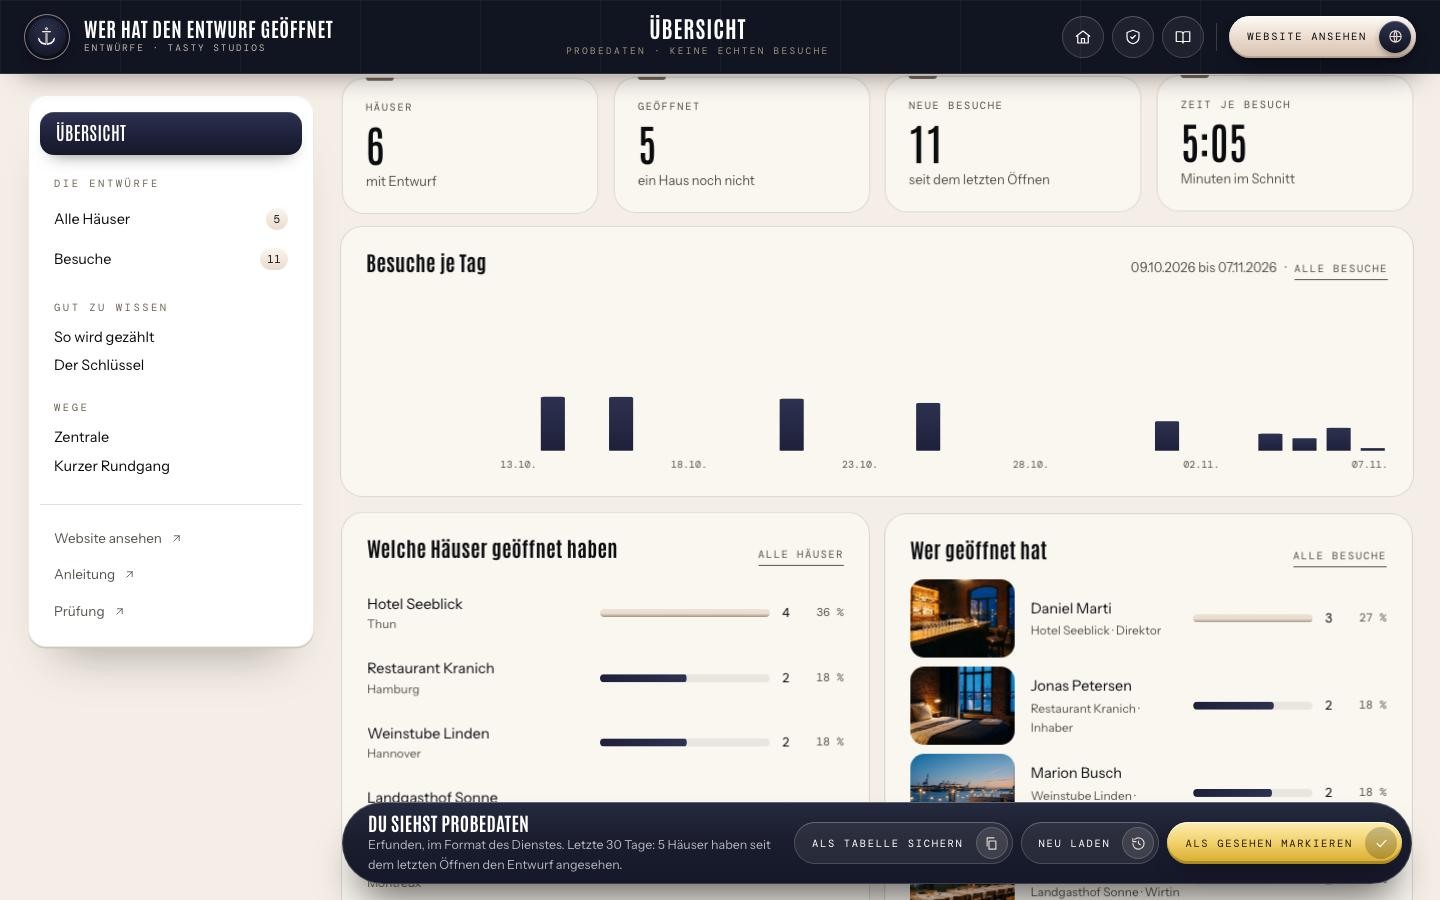 WER HAT DEN ENTWURF GEÖFFNET
ENTWÜRFE · TASTY STUDIOS
ÜBERSICHT
PROBEDATEN · KEINE ECHTEN BESUCHE
WEBSITE ANSEHEN
ÜBERSICHT
DIE ENTWÜRFE
Alle Häuser 5
Besuche 11
GUT ZU WISSEN
So wird gezählt
Der Schlüssel
WEGE
Zentrale
Kurzer Rundgang
Website ansehen
Anleitung
Prüfung
HÄUSER
6
mit Entwurf
GEÖFFNET
5
ein Haus noch nicht
NEUE BESUCHE
11
seit dem letzten Öffnen
ZEIT JE BESUCH
5:05
Minuten im Schnitt
Besuche je Tag
09.10.2026 bis 07.11.2026 · ALLE BESUCHE
13.10. 18.10. 23.10. 28.10. 02.11. 07.11.
Welche Häuser geöffnet haben
ALLE HÄUSER
Hotel Seeblick
Thun
4 36 %
Restaurant Kranich
Hamburg
2 18 %
Weinstube Linden
Hannover
2 18 %
Landgasthof Sonne
Montreux
Wer geöffnet hat
ALLE BESUCHE
Daniel Marti
Hotel Seeblick · Direktor
3 27 %
Jonas Petersen
Restaurant Kranich ·
Inhaber
2 18 %
Marion Busch
Weinstube Linden ·
2 18 %
Landgasthof Sonne · Wirtin
DU SIEHST PROBEDATEN
Erfunden, im Format des Dienstes. Letzte 30 Tage: 5 Häuser haben seit
dem letzten Öffnen den Entwurf angesehen.
ALS TABELLE SICHERN
NEU LADEN
ALS GESEHEN MARKIEREN